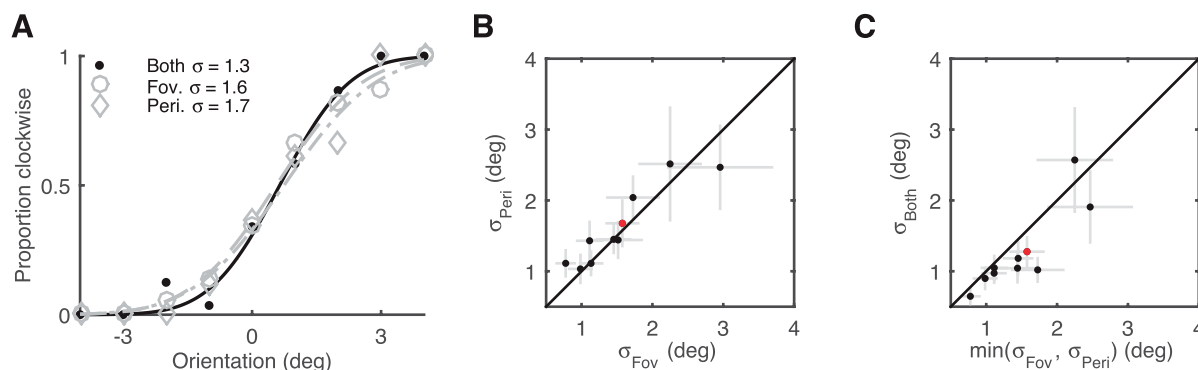 A
B
C
1
Both σ = 1.3
Fov. σ = 1.6
Peri. σ = 1.7
0.5
Proportion clockwise
0
-3
0
3
Orientation (deg)
4
3
2
1
σPeri (deg)
1
2
3
4
σFov (deg)
4
3
2
1
σBoth (deg)
1
2
3
4
min(σFov , σPeri) (deg)